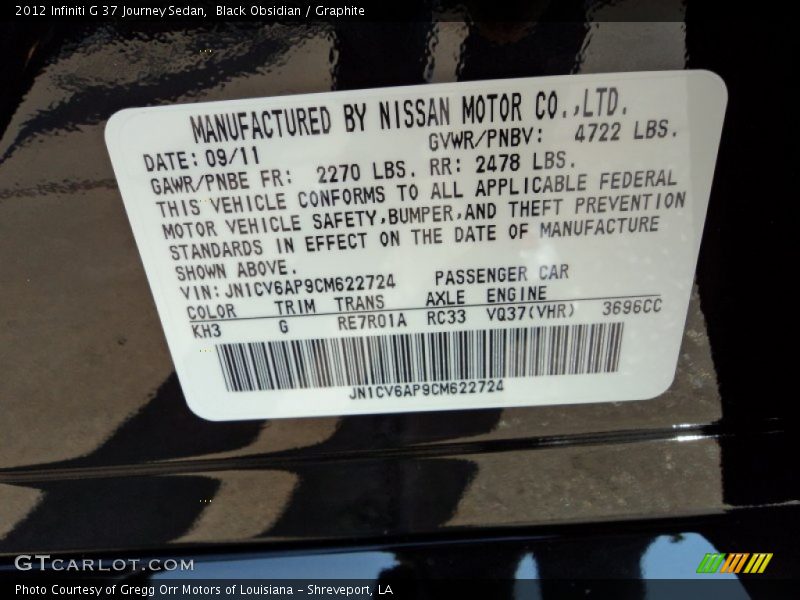 2012 Infiniti G 37 Journey Sedan, Black Obsidian / Graphite
MANUFACTURED BY NISSAN MOTOR CO.,LTD.
DATE: 09/11 GVWR/PNBV: 4722 LBS.
GAWR/PNBE FR: 2270 LBS. RR: 2478 LBS.
THIS VEHICLE CONFORMS TO ALL APPLICABLE FEDERAL
MOTOR VEHICLE SAFETY,BUMPER,AND THEFT PREVENTION
STANDARDS IN EFFECT ON THE DATE OF MANUFACTURE
SHOWN ABOVE.
VIN: JN1CV6AP9CM622724 PASSENGER CAR
COLOR TRIM TRANS AXLE ENGINE
KH3 G RE7R01A RC33 VQ37(VHR) 3696CC
JN1CV6AP9CM622724
GTCARLOT.COM
Photo Courtesy of Gregg Orr Motors of Louisiana - Shreveport, LA